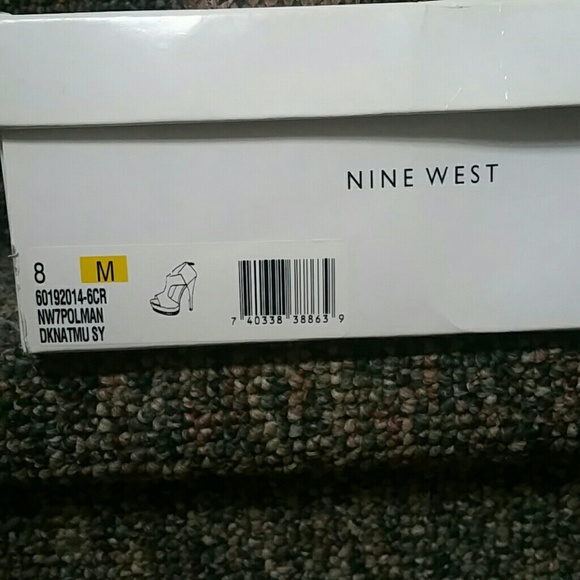 NINE WEST
8 M
60192014-6CR
NW7POLMAN
DKNATMU SY
7 40338 38863 9